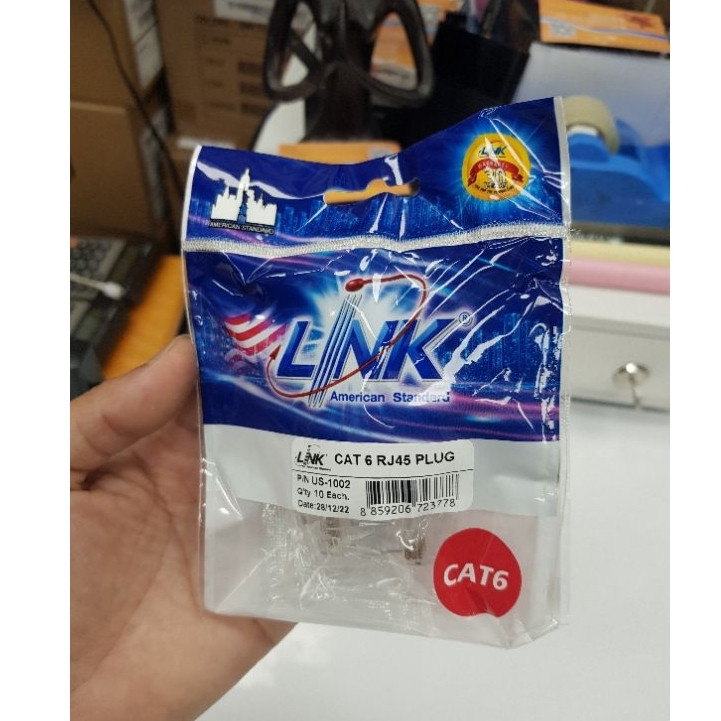 AMERICAN STANDARD
LINK
LINK®
American Standard
LINK CAT 6 RJ45 PLUG
P/N US-1002
Q'ty 10 Each.
Date:28/12/22
8 859206 723778
CAT6